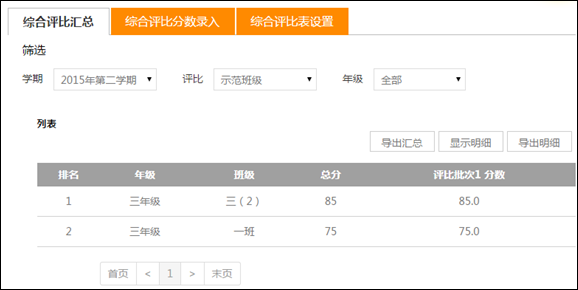 综合评比汇总 综合评比分数录入 综合评比表设置
筛选
学期 2015年第二学期 评比 示范班级 年级 全部
列表
导出汇总 显示明细 导出明细
排名 年级 班级 总分 评比批次1 分数
1 三年级 三（2） 85 85.0
2 三年级 一班 75 75.0
首页 < 1 > 末页